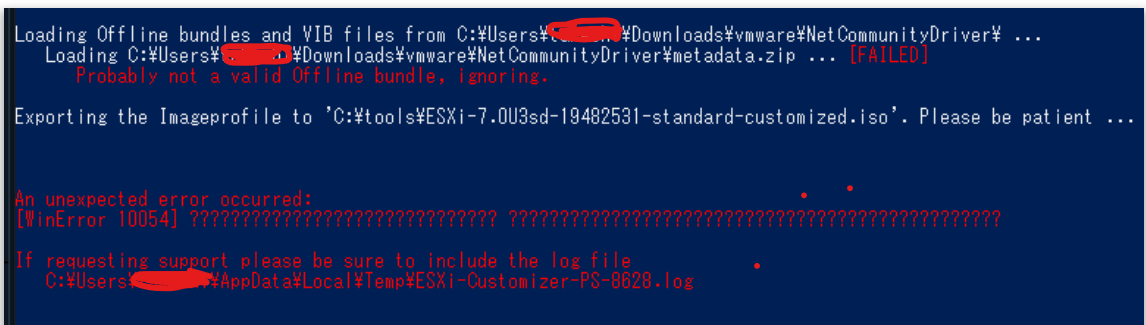 Loading Offline bundles and VIB files from C:¥Users¥ ¥Downloads¥vmware¥NetCommunityDriver¥ ...
Loading C:¥Users¥ ¥Downloads¥vmware¥NetCommunityDriver¥metadata.zip ... [FAILED]
Probably not a valid Offline bundle, ignoring.
Exporting the Imageprofile to 'C:¥tools¥ESXi-7.0U3sd-19482531-standard-customized.iso'. Please be patient ...
An unexpected error occurred:
[WinError 10054] ????????????????????????????? ??????????????????????????????????????????????
If requesting support please be sure to include the log file
C:¥Users¥ ¥AppData¥Local¥Temp¥ESXi-Customizer-PS-8628.log